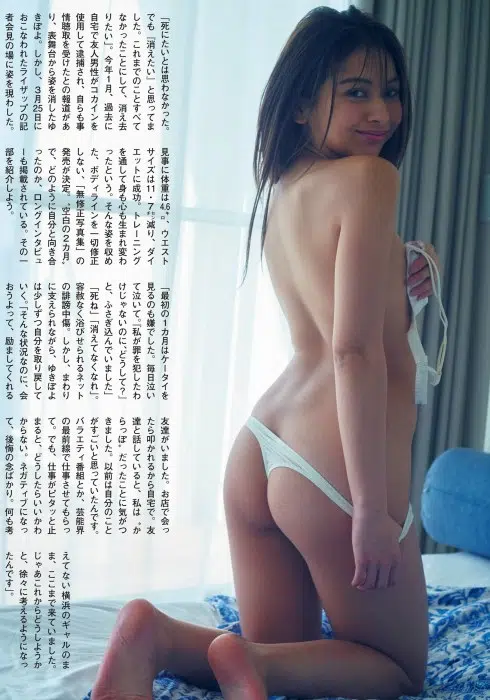 「死にたいとは思わなかった。
でも『消えたい』と思ってま
した。これまでのことすべて
なかったことにして、消え去
りたい」。今年1月、過去に
自宅で友人男性がコカインを
使用して逮捕され、自らも事
情聴取を受けたとの報道があ
り、表舞台から姿を消したゆ
きぽよ。しかし、3月25日に
おこなわれたライザップの記
者会見の場に姿を現わした。
見事に体重は4.6㌔、ウエスト
サイズは11・7㌢減り、ダイ
エットに成功。トレーニング
を通して身も心も生まれ変わ
ったという。そんな姿を収め
た、ボディラインを一切修正
しない、「無修正写真集」の
発売が決定。〝空白の2カ月〟
で、どのように自分と向き合
ったのか、ロングインタビュ
ーも掲載されている。その一
部を紹介しよう。
「最初の1カ月はケータイを
見るのも嫌でした。毎日泣い
て泣いて。『私が罪を犯したわ
けじゃないのに、どうして?』
と、ふさぎ込んでいました」
『死ね』『消えてなくなれ』。
容赦なく浴びせられるネット
の誹謗中傷。しかし、まわり
に支えられながら、ゆきぽよ
は少しずつ自分を取り戻して
いく。「そんな状況なのに、会
おうよって、励ましてくれる
友達がいました。お店で会っ
たら叩かれるから自宅で。友
達と話していると、私は〝か
らっぽ〟だったことに気がつ
きました。以前は自分のこと
がすごいと思っていたんです。
バラエティ番組とか、芸能界
の最前線で仕事させてもらっ
て。でも、仕事がピタッと止
まると、どうしたらいいかわ
からない。ネガティブになっ
て、後悔の念ばかり。何も考
えてない横浜のギャルのま
ま、ここまで来ていました。
じゃあこれからどうしようか
と、徐々に考えるようになっ
たんです」。